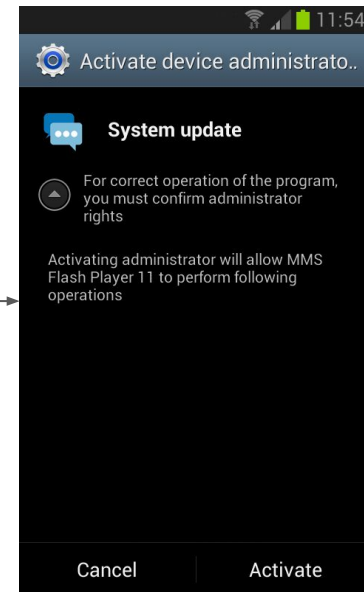 11:54
Activate device administrato..
System update
For correct operation of the program,
you must confirm administrator
rights
Activating administrator will allow MMS
Flash Player 11 to perform following
operations
Cancel Activate